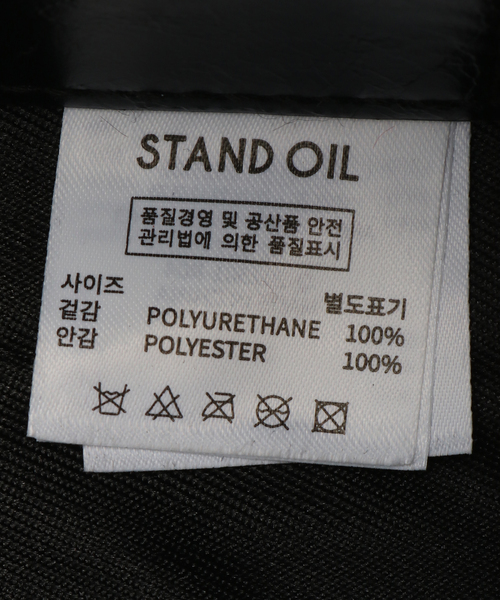 STAND OIL
품질경영 및 공산품 안전
관리법에 의한 품질표시
사이즈 별도표기
겉감 POLYURETHANE 100%
안감 POLYESTER 100%